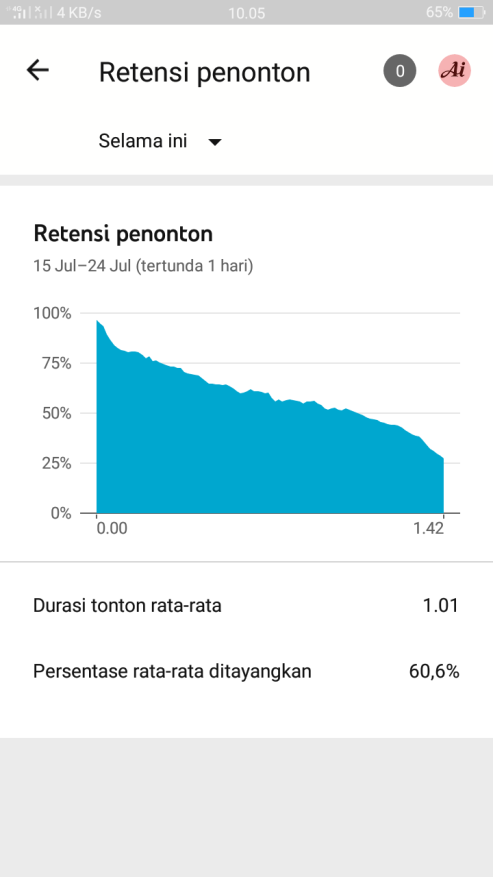 4G 4 KB/s 10.05 65%
Retensi penonton 0 Ai
Selama ini
Retensi penonton
15 Jul–24 Jul (tertunda 1 hari)
100%
75%
50%
25%
0%
0.00 1.42
Durasi tonton rata-rata 1.01
Persentase rata-rata ditayangkan 60,6%